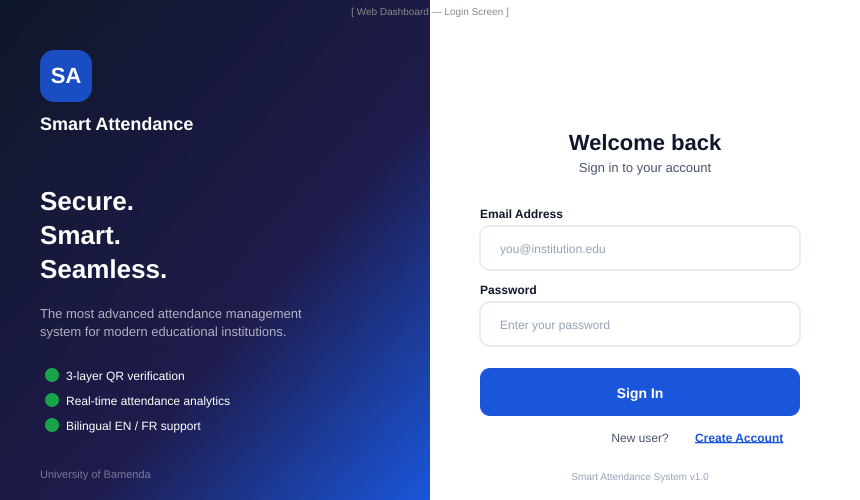 [ Web Dashboard — Login Screen ]
SA
Smart Attendance
Secure.
Smart.
Seamless.
The most advanced attendance management
system for modern educational institutions.
3-layer QR verification
Real-time attendance analytics
Bilingual EN / FR support
University of Bamenda
Welcome back
Sign in to your account
Email Address
you@institution.edu
Password
Enter your password
Sign In
New user? Create Account
Smart Attendance System v1.0